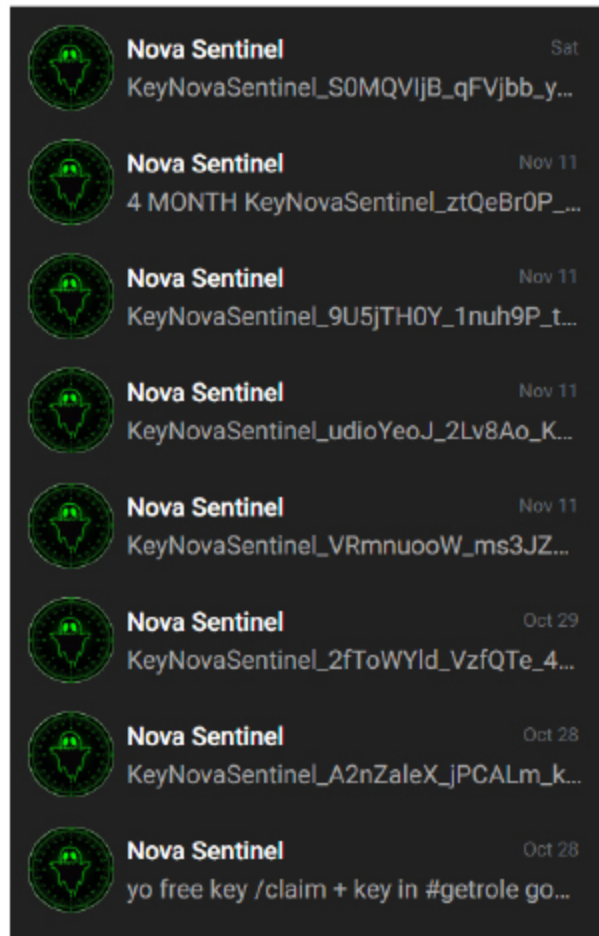 Nova Sentinel Sat
KeyNovaSentinel_S0MQVljB_qFVjbb_y...
Nova Sentinel Nov 11
4 MONTH KeyNovaSentinel_ztQeBr0P_...
Nova Sentinel Nov 11
KeyNovaSentinel_9U5jTH0Y_1nuh9P_t...
Nova Sentinel Nov 11
KeyNovaSentinel_udioYeoJ_2Lv8Ao_K...
Nova Sentinel Nov 11
KeyNovaSentinel_VRmnuooW_ms3JZ...
Nova Sentinel Oct 29
KeyNovaSentinel_2fToWYld_VzfQTe_4...
Nova Sentinel Oct 28
KeyNovaSentinel_A2nZaleX_jPCALm_k...
Nova Sentinel Oct 28
yo free key /claim + key in #getrole go...